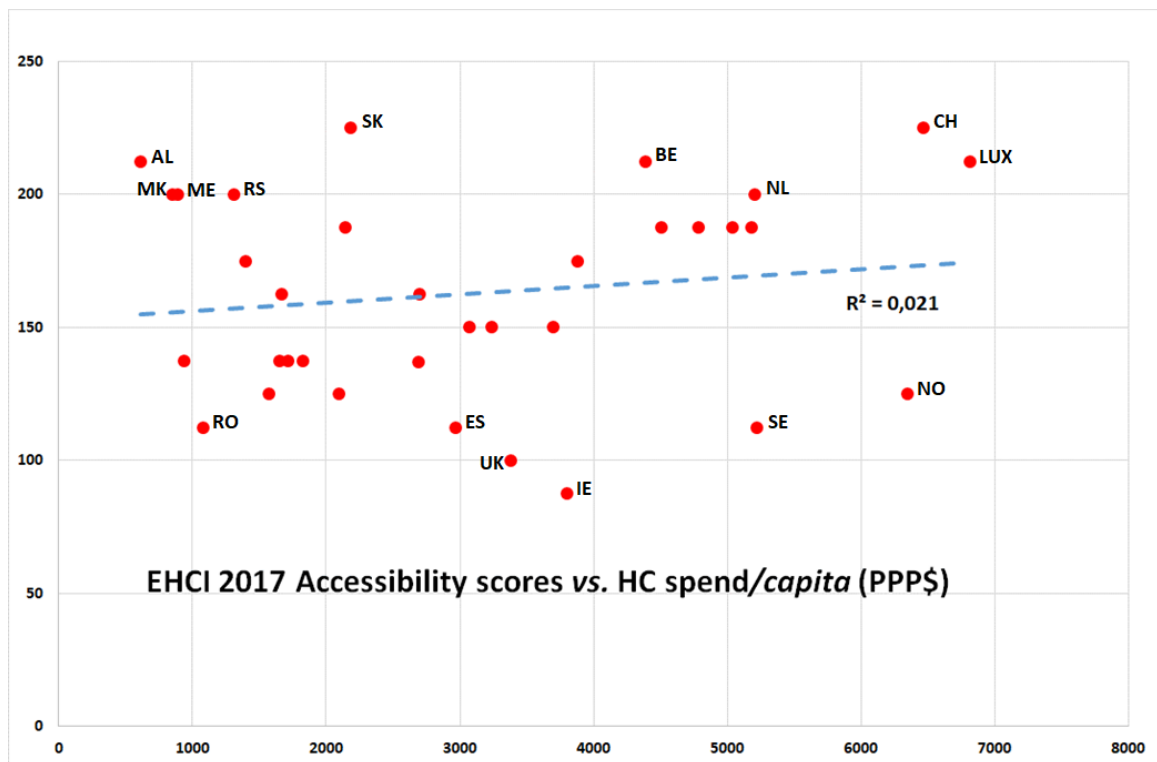 250
SK
CH
AL
BE
LUX
MK
ME
RS
NL
200
150
R² = 0,021
RO
ES
SE
NO
100
UK
IE
EHCI 2017 Accessibility scores vs. HC spend/capita (PPP$)
50
0
0 1000 2000 3000 4000 5000 6000 7000 8000